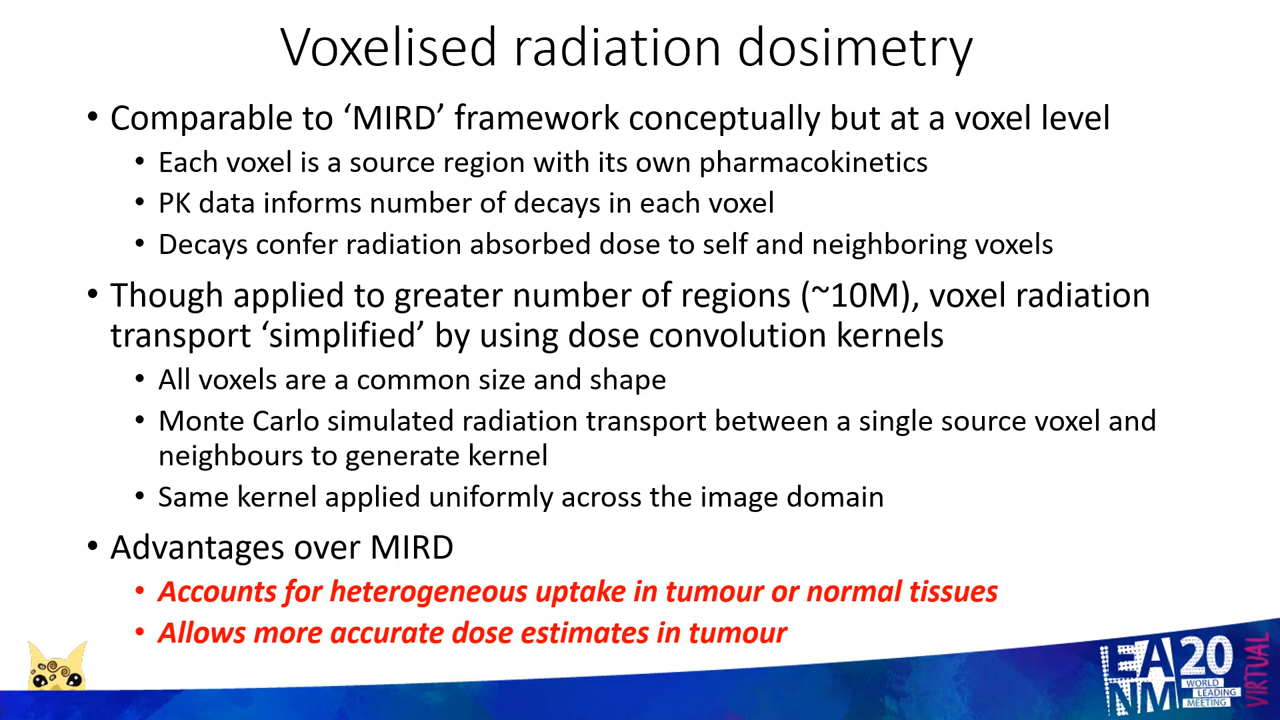 Voxelised radiation dosimetry
• Comparable to ‘MIRD’ framework conceptually but at a voxel level
• Each voxel is a source region with its own pharmacokinetics
• PK data informs number of decays in each voxel
• Decays confer radiation absorbed dose to self and neighboring voxels
• Though applied to greater number of regions (~10M), voxel radiation
transport ‘simplified’ by using dose convolution kernels
• All voxels are a common size and shape
• Monte Carlo simulated radiation transport between a single source voxel and
neighbours to generate kernel
• Same kernel applied uniformly across the image domain
• Advantages over MIRD
• Accounts for heterogeneous uptake in tumour or normal tissues
• Allows more accurate dose estimates in tumour
EA
NM
20
WORLD
LEADING
MEETING
VIRTUAL